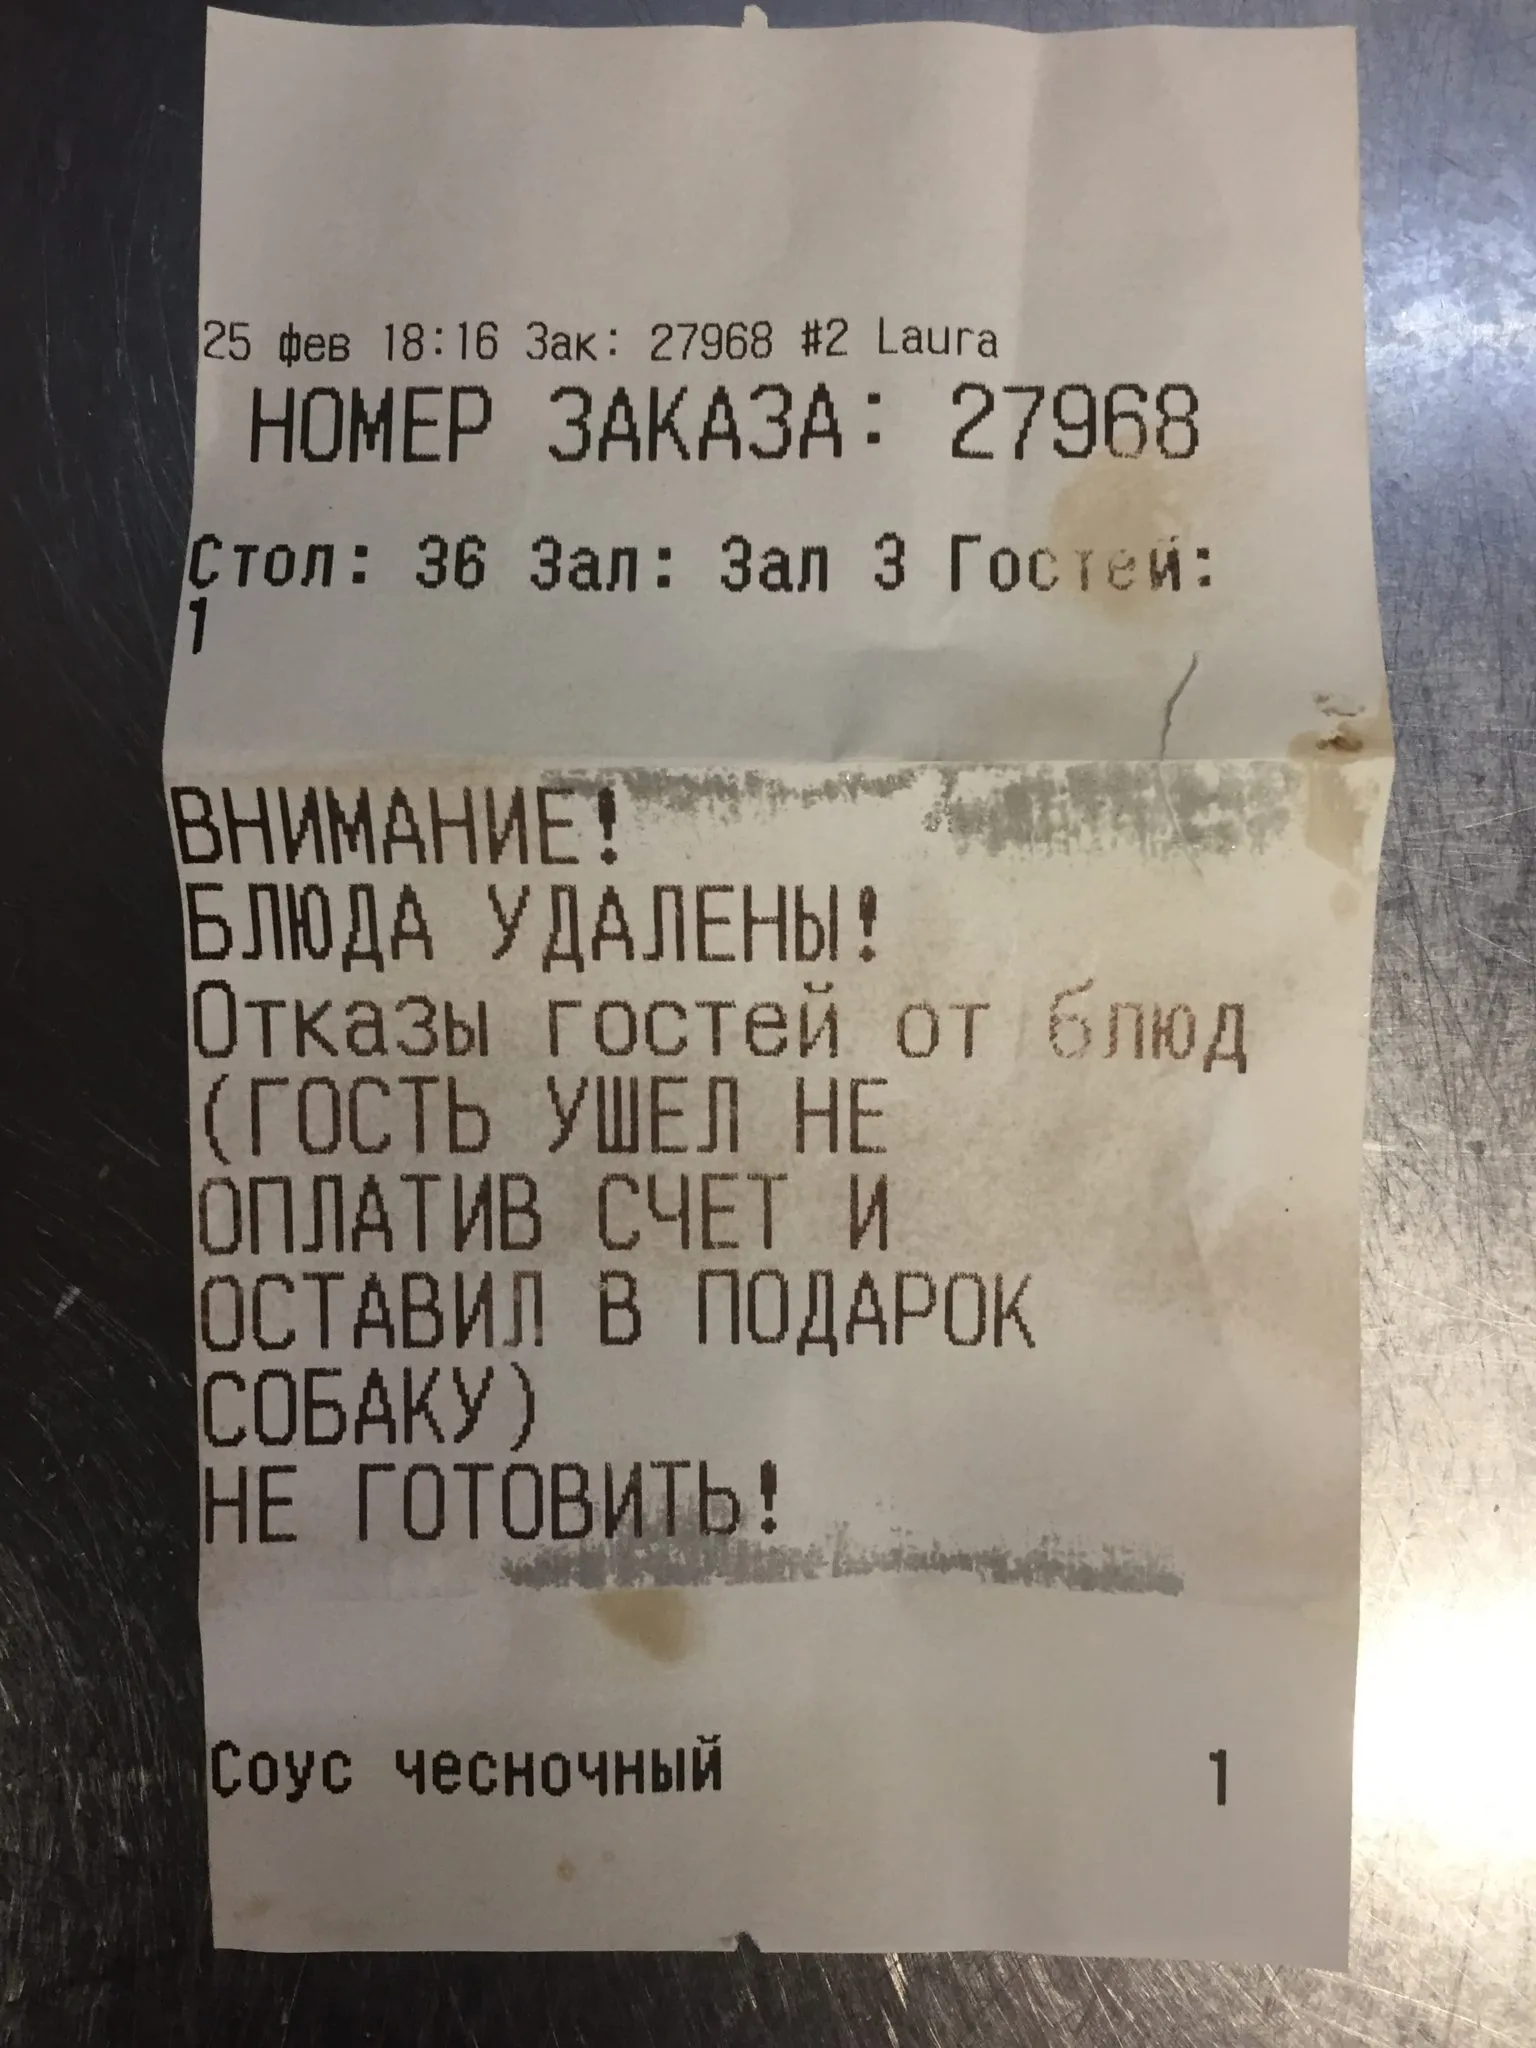 25 фев 18:16 Зак: 27968 #2 Laura
НОМЕР ЗАКАЗА: 27968
Стол: 36 Зал: Зал 3 Гостей:
1
ВНИМАНИЕ!
БЛЮДА УДАЛЕНЫ!
Отказы гостей от блюд
(ГОСТЬ УШЕЛ НЕ
ОПЛАТИВ СЧЕТ И
ОСТАВИЛ В ПОДАРОК
СОБАКУ)
НЕ ГОТОВИТЬ!
Соус чесночный 1